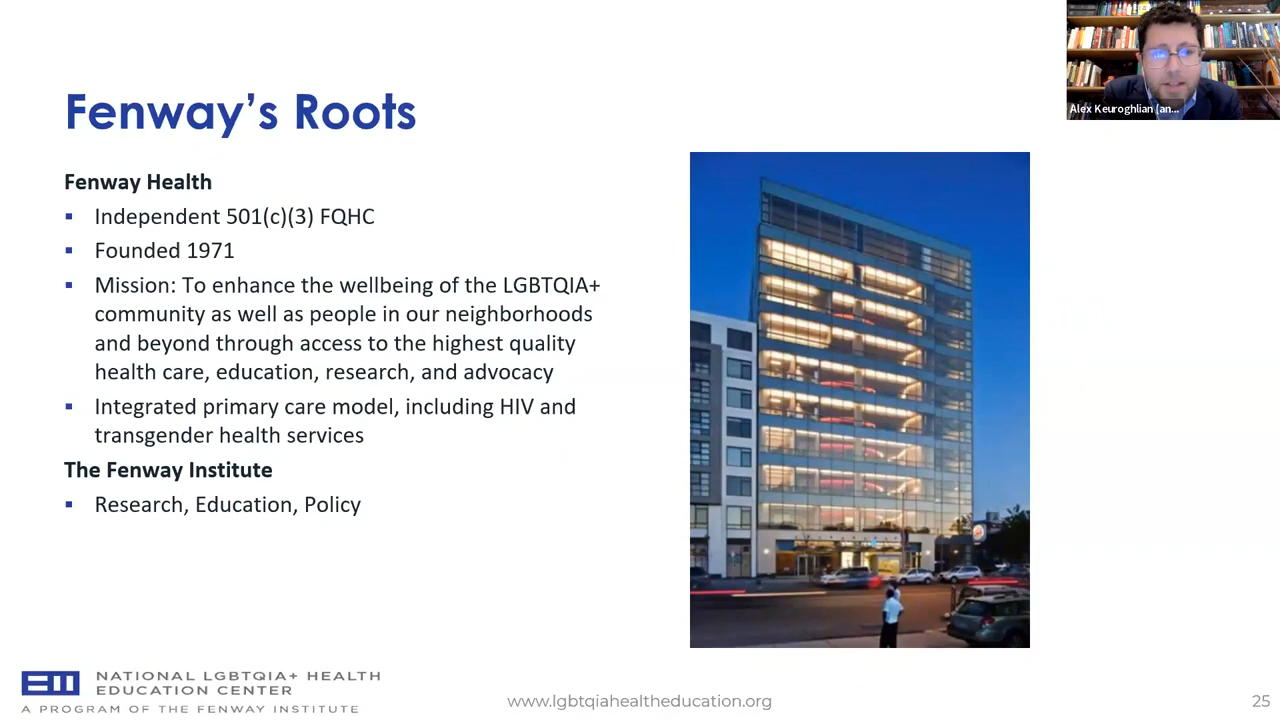 Alex Keuroghlian (an...
Fenway’s Roots
Fenway Health
▪ Independent 501(c)(3) FQHC
▪ Founded 1971
▪ Mission: To enhance the wellbeing of the LGBTQIA+
community as well as people in our neighborhoods
and beyond through access to the highest quality
health care, education, research, and advocacy
▪ Integrated primary care model, including HIV and
transgender health services
The Fenway Institute
▪ Research, Education, Policy
NATIONAL LGBTQIA+ HEALTH
EDUCATION CENTER
A PROGRAM OF THE FENWAY INSTITUTE
www.lgbtqiahealtheducation.org
25